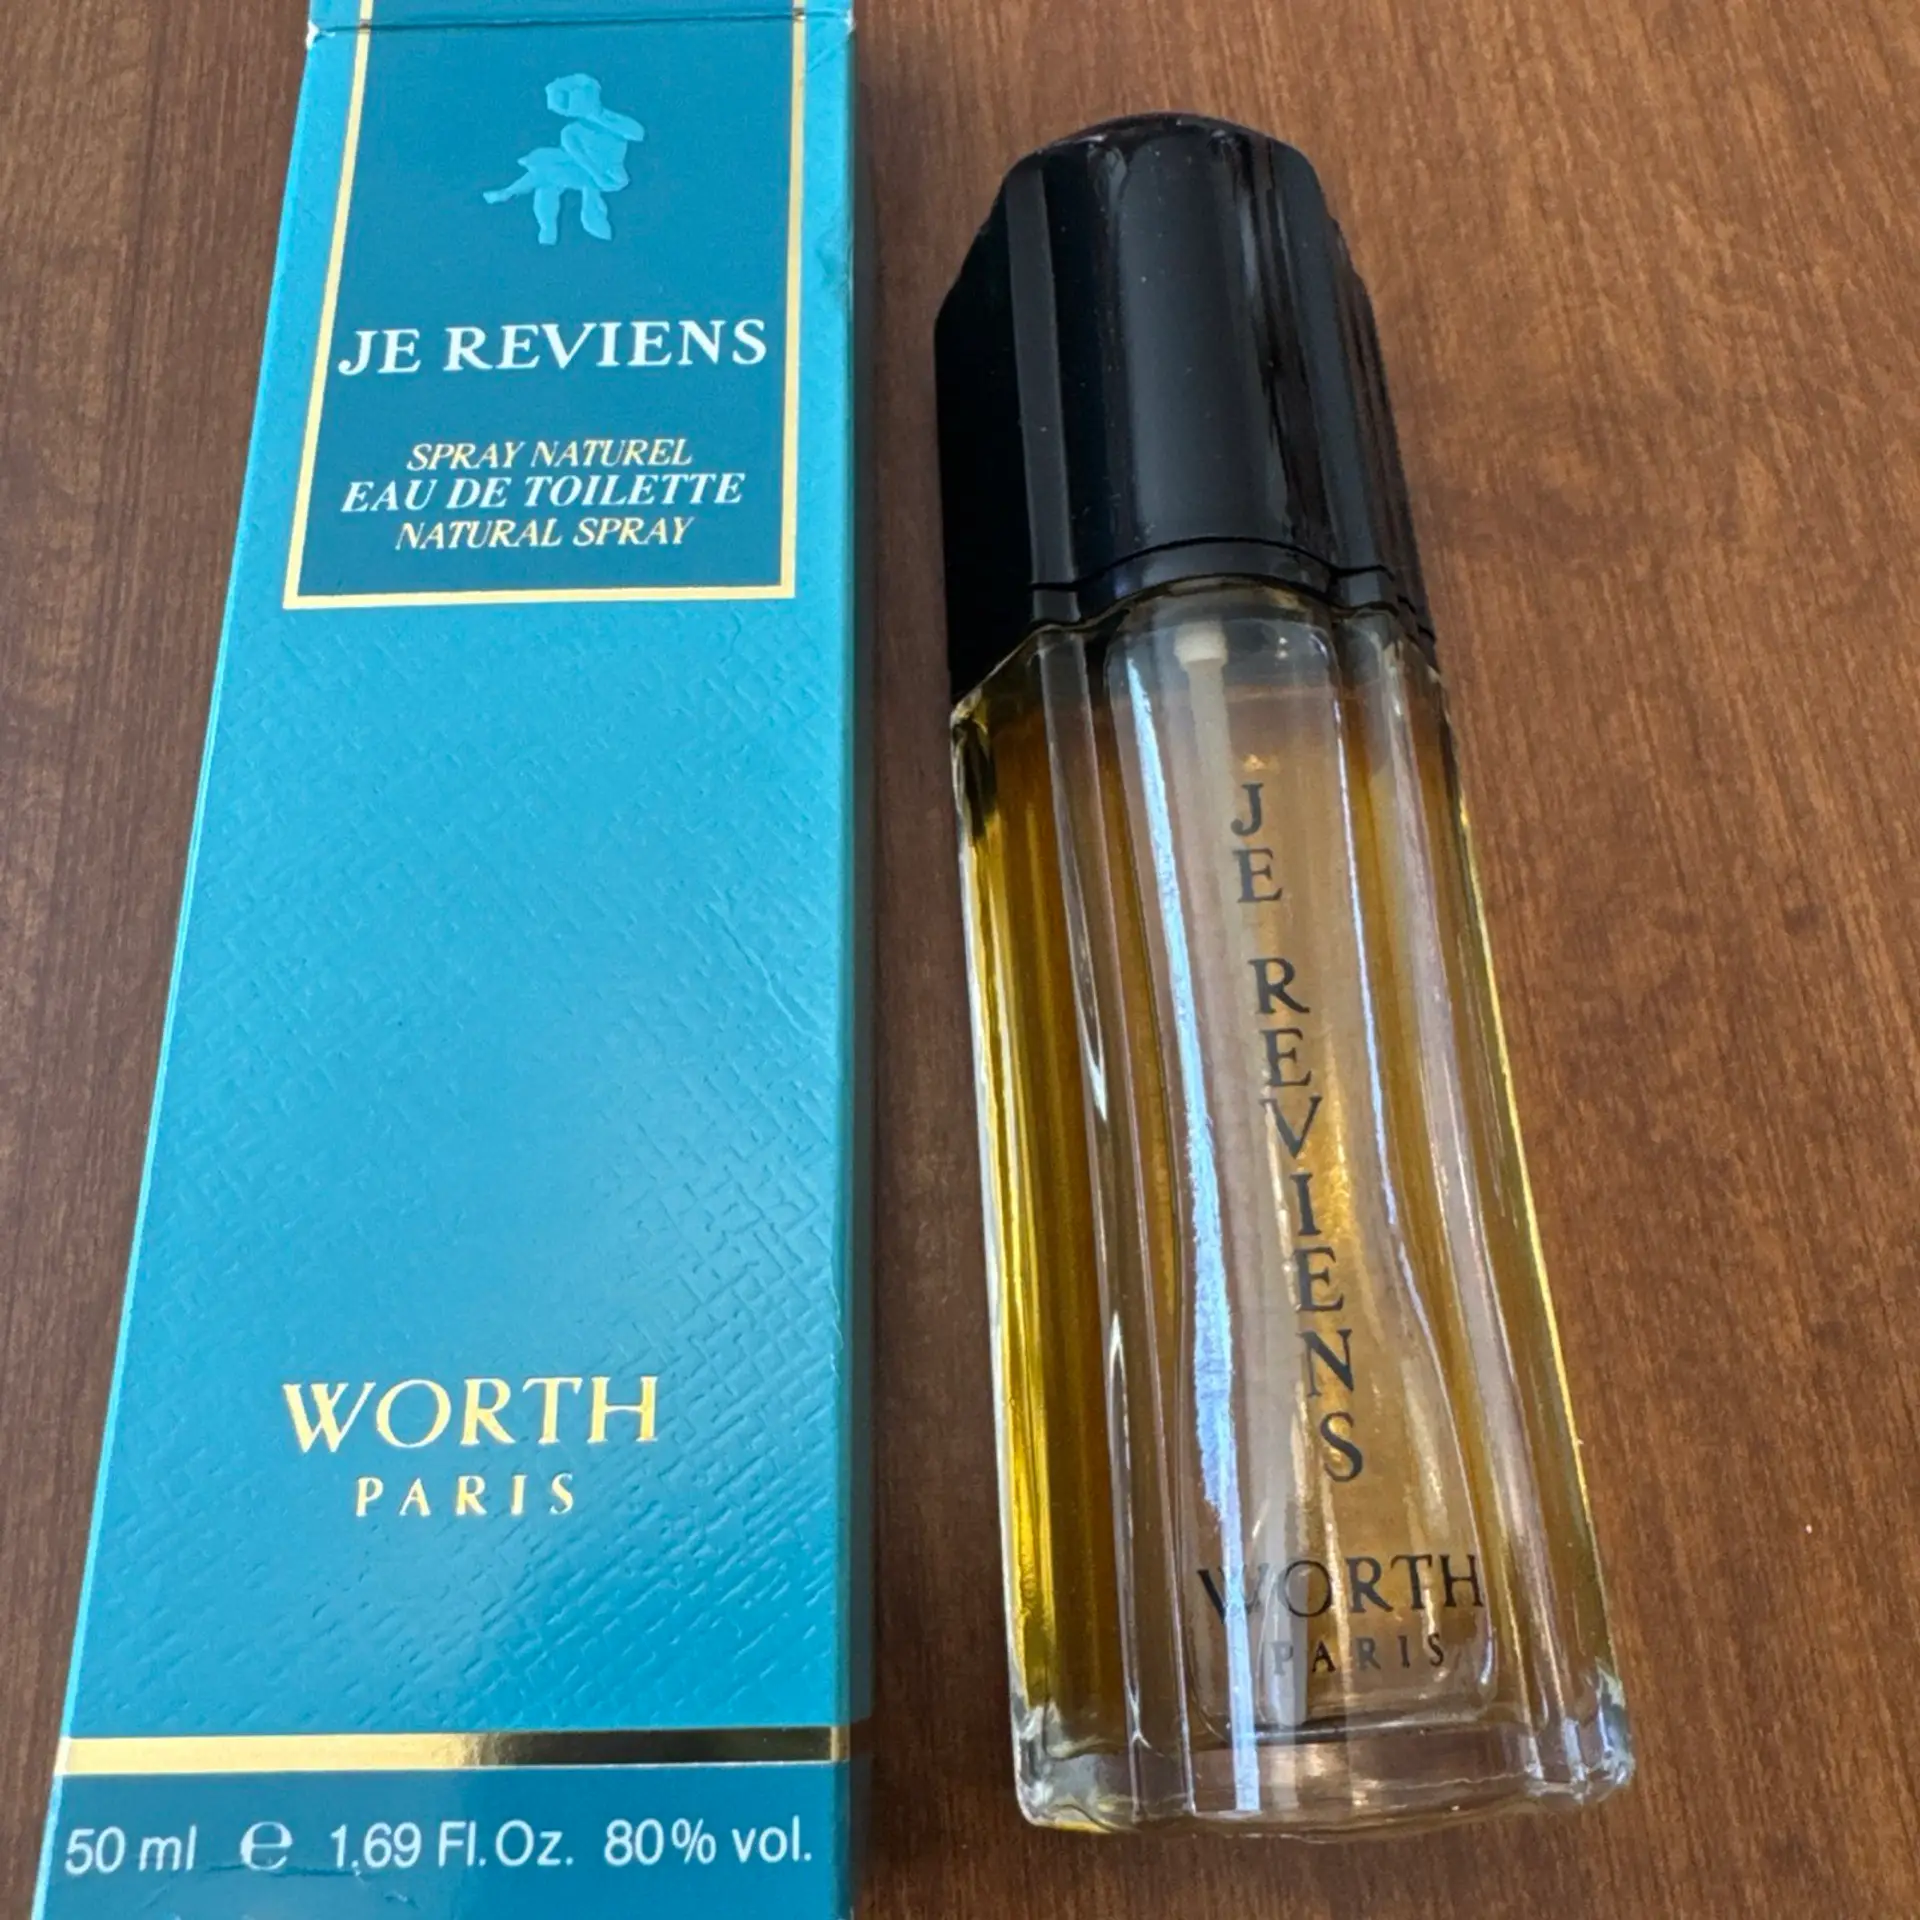 JE REVIENS
SPRAY NATUREL
EAU DE TOILETTE
NATURAL SPRAY
WORTH
PARIS
50 ml ℮ 1.69 Fl.Oz. 80% vol.
JE REVIENS
WORTH
PARIS